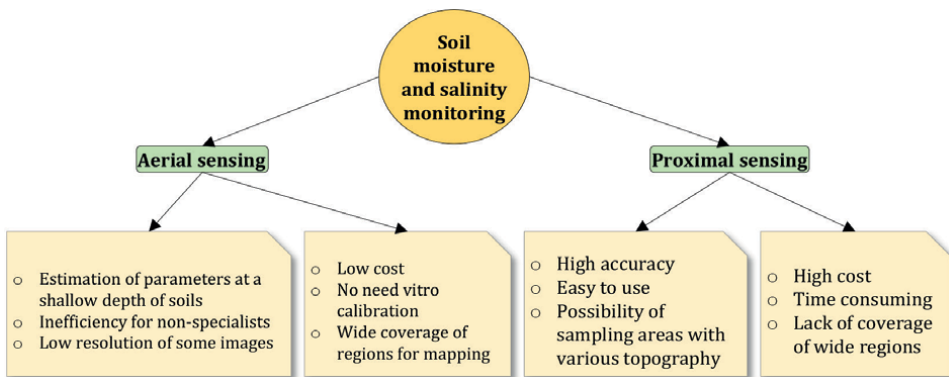 Soil
moisture
and salinity
monitoring
Aerial sensing
Proximal sensing
o Estimation of parameters at a
shallow depth of soils
o Inefficiency for non-specialists
o Low resolution of some images
o Low cost
o No need vitro
calibration
o Wide coverage of
regions for mapping
o High accuracy
o Easy to use
o Possibility of
sampling areas with
various topography
o High cost
o Time consuming
o Lack of coverage
of wide regions